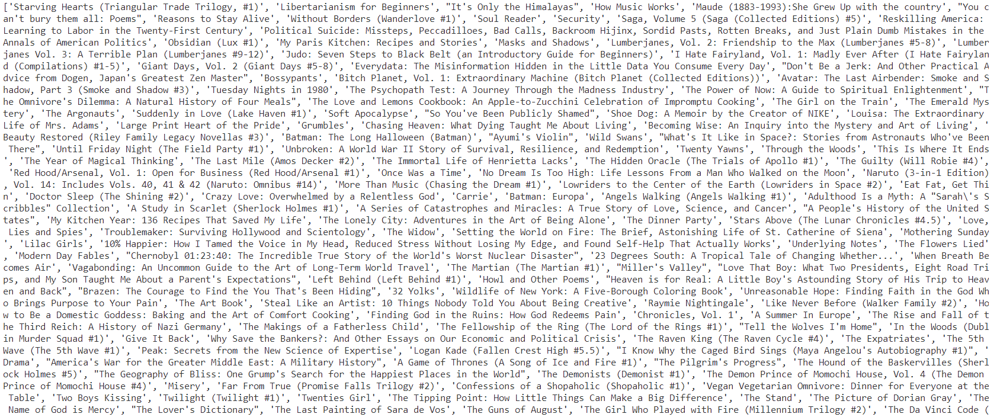 ['Starving Hearts (Triangular Trade Trilogy, #1)', 'Libertarianism for Beginners', "It's Only the Himalayas", 'How Music Works', 'Maude (1883-1993):She Grew Up with the country', "You c
an't bury them all: Poems", 'Reasons to Stay Alive', 'Without Borders (Wanderlove #1)', 'Soul Reader', 'Security', 'Saga, Volume 5 (Saga (Collected Editions) #5)', 'Reskilling America:
Learning to Labor in the Twenty-First Century', 'Political Suicide: Missteps, Peccadilloes, Bad Calls, Backroom Hijinx, Sordid Pasts, Rotten Breaks, and Just Plain Dumb Mistakes in the
Annals of American Politics', 'Obsidian (Lux #1)', 'My Paris Kitchen: Recipes and Stories', 'Masks and Shadows', 'Lumberjanes, Vol. 2: Friendship to the Max (Lumberjanes #5-8)', 'Lumber
janes Vol. 3: A Terrible Plan (Lumberjanes #9-12)', 'Judo: Seven Steps to Black Belt (an Introductory Guide for Beginners)', 'I Hate Fairyland, Vol. 1: Madly Ever After (I Hate Fairylan
d (Compilations) #1-5)', 'Giant Days, Vol. 2 (Giant Days #5-8)', 'Everydata: The Misinformation Hidden in the Little Data You Consume Every Day', "Don't Be a Jerk: And Other Practical A
dvice from Dogen, Japan's Greatest Zen Master", 'Bossypants', 'Bitch Planet, Vol. 1: Extraordinary Machine (Bitch Planet (Collected Editions))', 'Avatar: The Last Airbender: Smoke and S
hadow, Part 3 (Smoke and Shadow #3)', 'Tuesday Nights in 1980', 'The Psychopath Test: A Journey Through the Madness Industry', 'The Power of Now: A Guide to Spiritual Enlightenment', "T
he Omnivore's Dilemma: A Natural History of Four Meals", 'The Love and Lemons Cookbook: An Apple-to-Zucchini Celebration of Impromptu Cooking', 'The Girl on the Train', 'The Emerald Mys
tery', 'The Argonauts', 'Suddenly in Love (Lake Haven #1)', 'Soft Apocalypse', "So You've Been Publicly Shamed", 'Shoe Dog: A Memoir by the Creator of NIKE', 'Louisa: The Extraordinary
Life of Mrs. Adams', 'Large Print Heart of the Pride', 'Grumbles', 'Chasing Heaven: What Dying Taught Me About Living', 'Becoming Wise: An Inquiry into the Mystery and Art of Living', '
Beauty Restored (Riley Family Legacy Novellas #3)', 'Batman: The Long Halloween (Batman)', "Ayumi's Violin", 'Wild Swans', "What's It Like in Space?: Stories from Astronauts Who've Been
There", 'Until Friday Night (The Field Party #1)', 'Unbroken: A World War II Story of Survival, Resilience, and Redemption', 'Twenty Yawns', 'Through the Woods', 'This Is Where It Ends
', 'The Year of Magical Thinking', 'The Last Mile (Amos Decker #2)', 'The Immortal Life of Henrietta Lacks', 'The Hidden Oracle (The Trials of Apollo #1)', 'The Guilty (Will Robie #4)',
'Red Hood/Arsenal, Vol. 1: Open for Business (Red Hood/Arsenal #1)', 'Once Was a Time', 'No Dream Is Too High: Life Lessons From a Man Who Walked on the Moon', 'Naruto (3-in-1 Edition)
, Vol. 14: Includes Vols. 40, 41 & 42 (Naruto: Omnibus #14)', 'More Than Music (Chasing the Dream #1)', 'Lowriders to the Center of the Earth (Lowriders in Space #2)', 'Eat Fat, Get Thi
n', 'Doctor Sleep (The Shining #2)', 'Crazy Love: Overwhelmed by a Relentless God', 'Carrie', 'Batman: Europa', 'Angels Walking (Angels Walking #1)', 'Adulthood Is a Myth: A "Sarah\'s S
cribbles" Collection', 'A Study in Scarlet (Sherlock Holmes #1)', 'A Series of Catastrophes and Miracles: A True Story of Love, Science, and Cancer', "A People's History of the United S
tates", 'My Kitchen Year: 136 Recipes That Saved My Life', 'The Lonely City: Adventures in the Art of Being Alone', 'The Dinner Party', 'Stars Above (The Lunar Chronicles #4.5)', 'Love,
Lies and Spies', 'Troublemaker: Surviving Hollywood and Scientology', 'The Widow', 'Setting the World on Fire: The Brief, Astonishing Life of St. Catherine of Siena', 'Mothering Sunday
', 'Lilac Girls', '10% Happier: How I Tamed the Voice in My Head, Reduced Stress Without Losing My Edge, and Found Self-Help That Actually Works', 'Underlying Notes', 'The Flowers Lied'
, 'Modern Day Fables', "Chernobyl 01:23:40: The Incredible True Story of the World's Worst Nuclear Disaster", '23 Degrees South: A Tropical Tale of Changing Whether...', 'When Breath Be
comes Air', 'Vagabonding: An Uncommon Guide to the Art of Long-Term World Travel', 'The Martian (The Martian #1)', "Miller's Valley", "Love That Boy: What Two Presidents, Eight Road Tri
ps, and My Son Taught Me About a Parent's Expectations", 'Left Behind (Left Behind #1)', 'Howl and Other Poems', "Heaven is for Real: A Little Boy's Astounding Story of His Trip to Heav
en and Back", "Brazen: The Courage to Find the You That's Been Hiding", '32 Yolks', 'Wildlife of New York: A Five-Borough Coloring Book', 'Unreasonable Hope: Finding Faith in the God Wh
o Brings Purpose to Your Pain', 'The Art Book', 'Steal Like an Artist: 10 Things Nobody Told You About Being Creative', 'Raymie Nightingale', 'Like Never Before (Walker Family #2)', 'Ho
w to Be a Domestic Goddess: Baking and the Art of Comfort Cooking', 'Finding God in the Ruins: How God Redeems Pain', 'Chronicles, Vol. 1', 'A Summer In Europe', 'The Rise and Fall of t
he Third Reich: A History of Nazi Germany', 'The Makings of a Fatherless Child', 'The Fellowship of the Ring (The Lord of the Rings #1)', "Tell the Wolves I'm Home", 'In the Woods (Dubl
in Murder Squad #1)', 'Give It Back', 'Why Save the Bankers?: And Other Essays on Our Economic and Political Crisis', 'The Raven King (The Raven Cycle #4)', 'The Expatriates', 'The 5th
Wave (The 5th Wave #1)', 'Peak: Secrets from the New Science of Expertise', 'Logan Kade (Fallen Crest High #5.5)', "I Know Why the Caged Bird Sings (Maya Angelou's Autobiography #1)", '
Drama', "America's War for the Greater Middle East: A Military History", 'A Game of Thrones (A Song of Ice and Fire #1)', "The Pilgrim's Progress", 'The Hound of the Baskervilles (Sherl
ock Holmes #5)', "The Geography of Bliss: One Grump's Search for the Happiest Places in the World", 'The Demonists (Demonist #1)', 'The Demon Prince of Momochi House, Vol. 4 (The Demon
Prince of Momochi House #4)', 'Misery', 'Far From True (Promise Falls Trilogy #2)', 'Confessions of a Shopaholic (Shopaholic #1)', 'Vegan Vegetarian Omnivore: Dinner for Everyone at the
Table', 'Two Boys Kissing', 'Twilight (Twilight #1)', 'Twenties Girl', 'The Tipping Point: How Little Things Can Make a Big Difference', 'The Stand', 'The Picture of Dorian Gray', 'The
Name of God is Mercy', "The Lover's Dictionary", 'The Last Painting of Sara de Vos', 'The Guns of August', 'The Girl Who Played with Fire (Millennium Trilogy #2)', 'The Da Vinci Code (